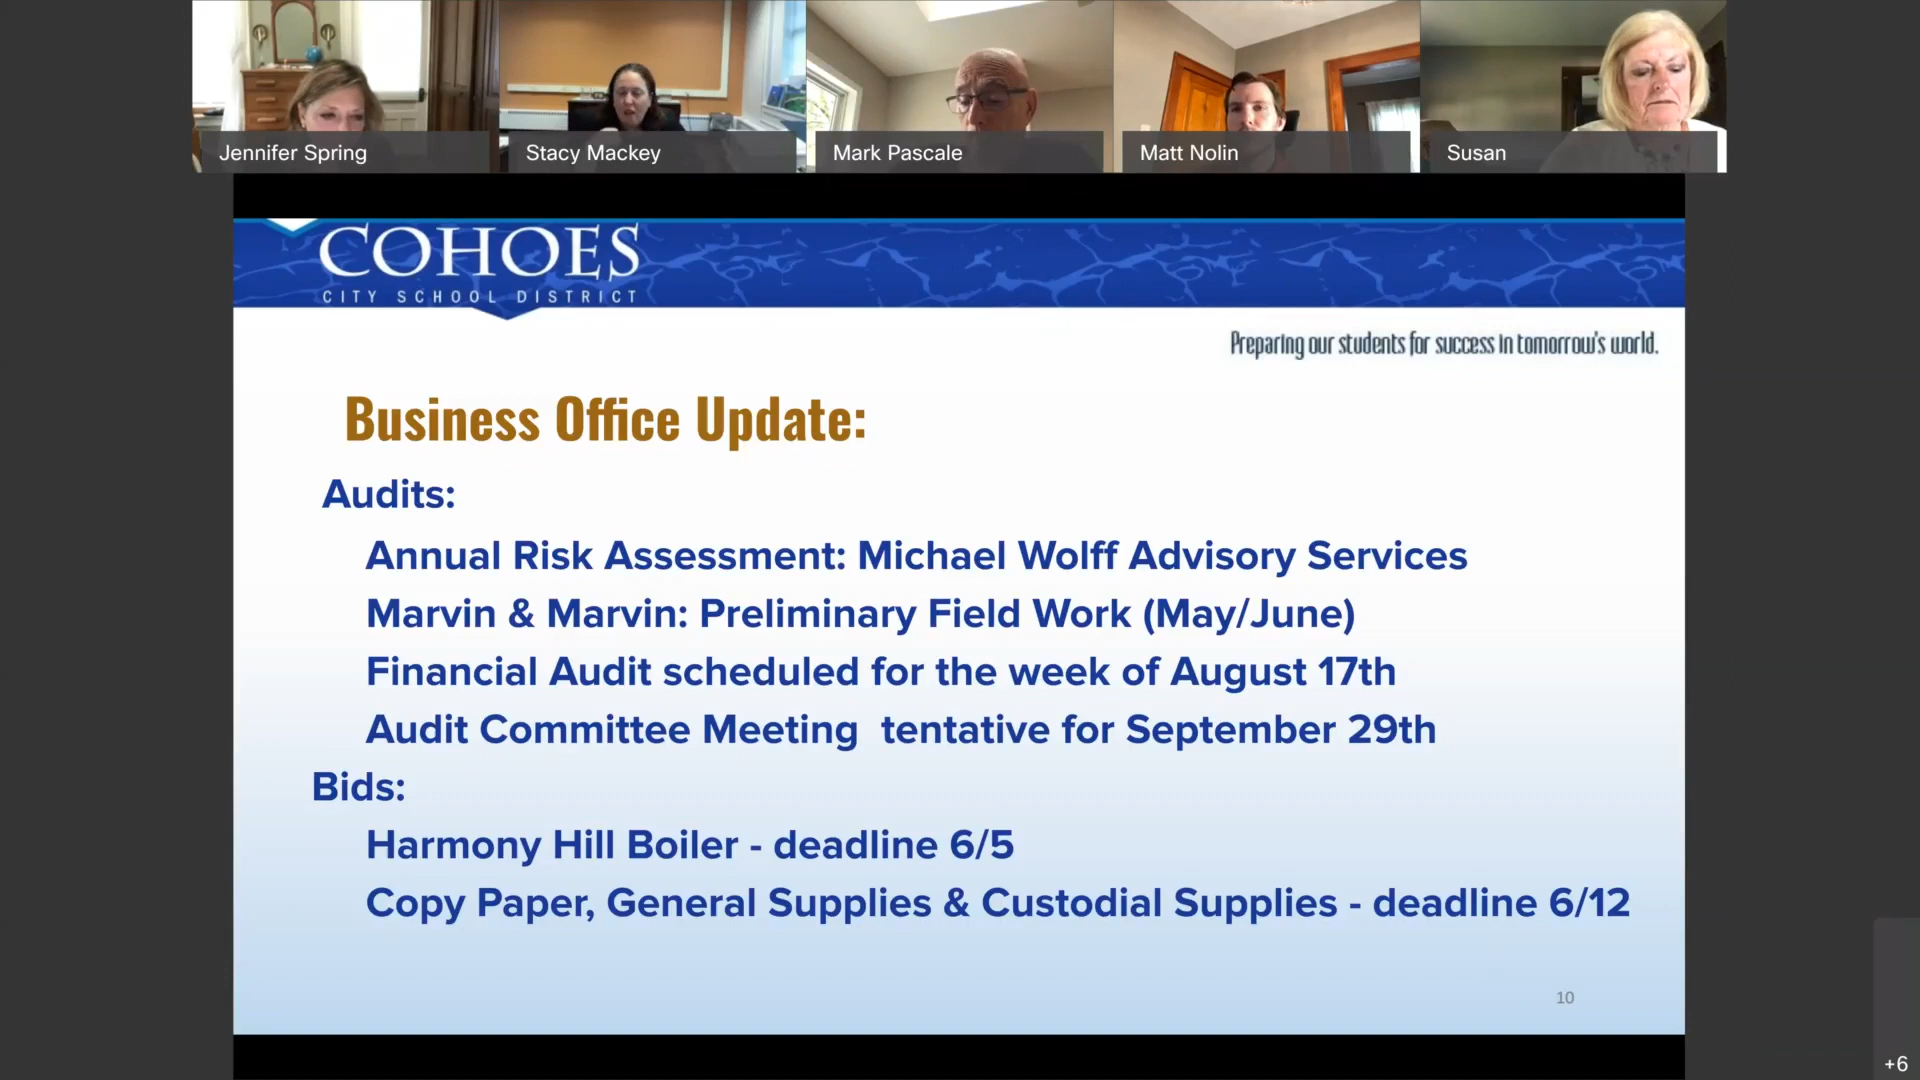 Jennifer Spring
Stacy Mackey
Mark Pascale
Matt Nolin
Susan
COHOES
CITY SCHOOL DISTRICT
Preparing our students for success in tomorrow's world.
Business Office Update:
Audits:
Annual Risk Assessment: Michael Wolff Advisory Services
Marvin & Marvin: Preliminary Field Work (May/June)
Financial Audit scheduled for the week of August 17th
Audit Committee Meeting  tentative for September 29th
Bids:
Harmony Hill Boiler - deadline 6/5
Copy Paper, General Supplies & Custodial Supplies - deadline 6/12
10
+6